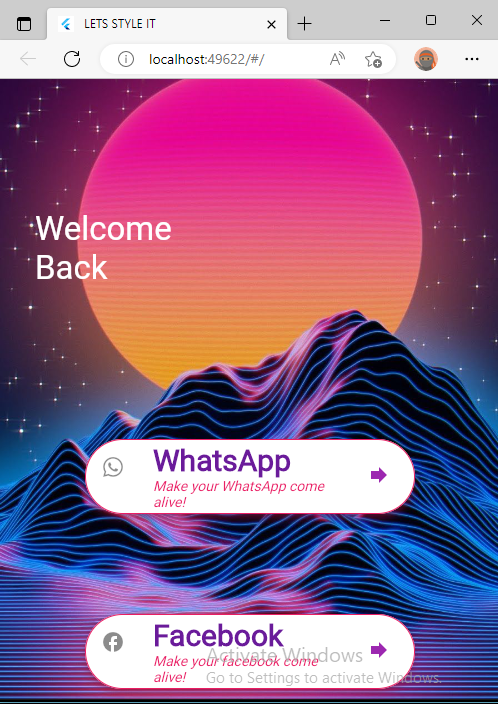 LETS STYLE IT
localhost:49622/#/
Welcome
Back
WhatsApp
Make your WhatsApp come
alive!
Facebook
Make your facebook come
alive!
Activate Windows
Go to Settings to activate Windows.